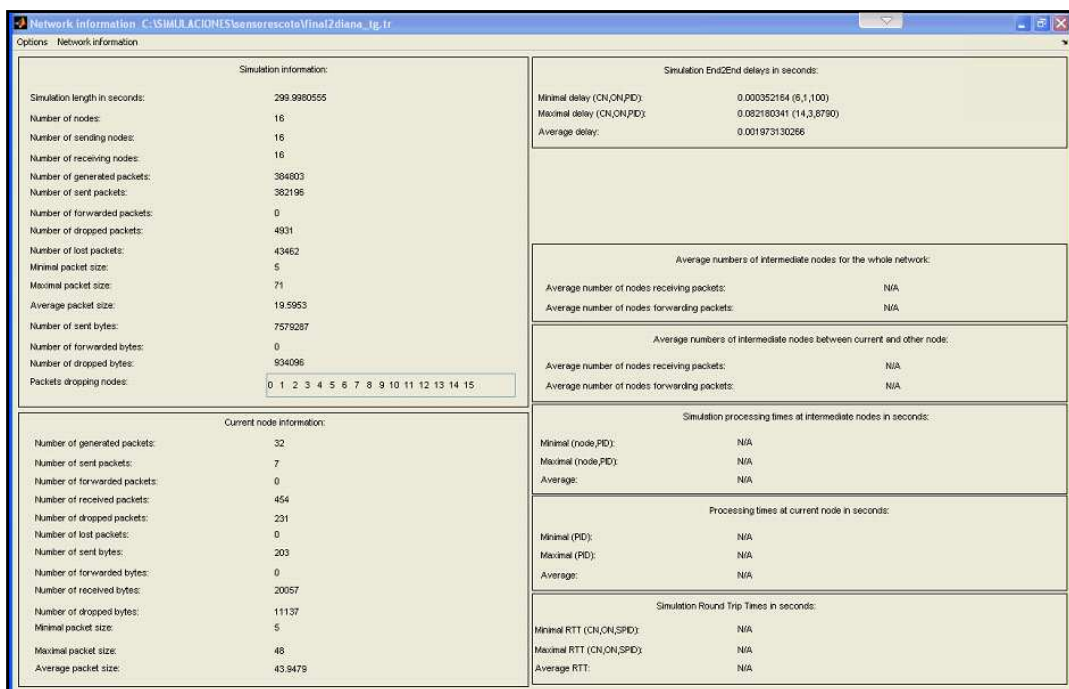 Network information C:\SIMULACIONES\sensorescoto\final2diana_tg.tr
Options Network information
Simulation information:
Simulation length in seconds: 299.9980555
Number of nodes: 16
Number of sending nodes: 16
Number of receiving nodes: 16
Number of generated packets: 384803
Number of sent packets: 382196
Number of forwarded packets: 0
Number of dropped packets: 4931
Number of lost packets: 43462
Minimal packet size: 5
Maximal packet size: 71
Average packet size: 19.5953
Number of sent bytes: 7579287
Number of forwarded bytes: 0
Number of dropped bytes: 934096
Packets dropping nodes: 0 1 2 3 4 5 6 7 8 9 10 11 12 13 14 15
Current node information:
Number of generated packets: 32
Number of sent packets: 7
Number of forwarded packets: 0
Number of received packets: 454
Number of dropped packets: 231
Number of lost packets: 0
Number of sent bytes: 203
Number of forwarded bytes: 0
Number of received bytes: 20057
Number of dropped bytes: 11137
Minimal packet size: 5
Maximal packet size: 48
Average packet size: 43.9479
Simulation End2End delays in seconds:
Minimal delay (CN,ON,PID): 0.000352164 (6,1,100)
Maximal delay (CN,ON,PID): 0.082180341 (14,3,8790)
Average delay: 0.001973130266
Average numbers of intermediate nodes for the whole network:
Average number of nodes receiving packets: N/A
Average number of nodes forwarding packets: N/A
Average numbers of intermediate nodes between current and other node:
Average number of nodes receiving packets: N/A
Average number of nodes forwarding packets: N/A
Simulation processing times at intermediate nodes in seconds:
Minimal (node,PID): N/A
Maximal (node,PID): N/A
Average: N/A
Processing times at current node in seconds:
Minimal (PID): N/A
Maximal (PID): N/A
Average: N/A
Simulation Round Trip Times in seconds:
Minimal RTT (CN,ON,SPID): N/A
Maximal RTT (CN,ON,SPID): N/A
Average RTT: N/A